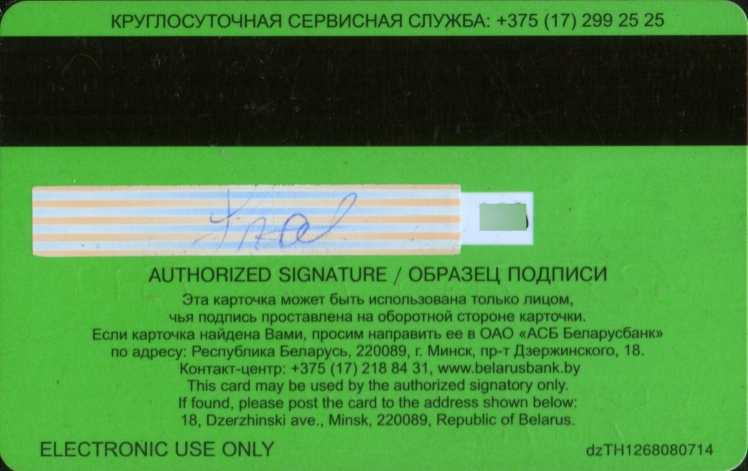 КРУГЛОСУТОЧНАЯ СЕРВИСНАЯ СЛУЖБА: +375 (17) 299 25 25
AUTHORIZED SIGNATURE / ОБРАЗЕЦ ПОДПИСИ
Эта карточка может быть использована только лицом,
чья подпись проставлена на оборотной стороне карточки.
Если карточка найдена Вами, просим направить ее в ОАО «АСБ Беларусбанк»
по адресу: Республика Беларусь, 220089, г. Минск, пр-т Дзержинского, 18.
Контакт-центр: +375 (17) 218 84 31, www.belarusbank.by
This card may be used by the authorized signatory only.
If found, please post the card to the address shown below:
18, Dzerzhinski ave., Minsk, 220089, Republic of Belarus.
ELECTRONIC USE ONLY
dzTH1268080714